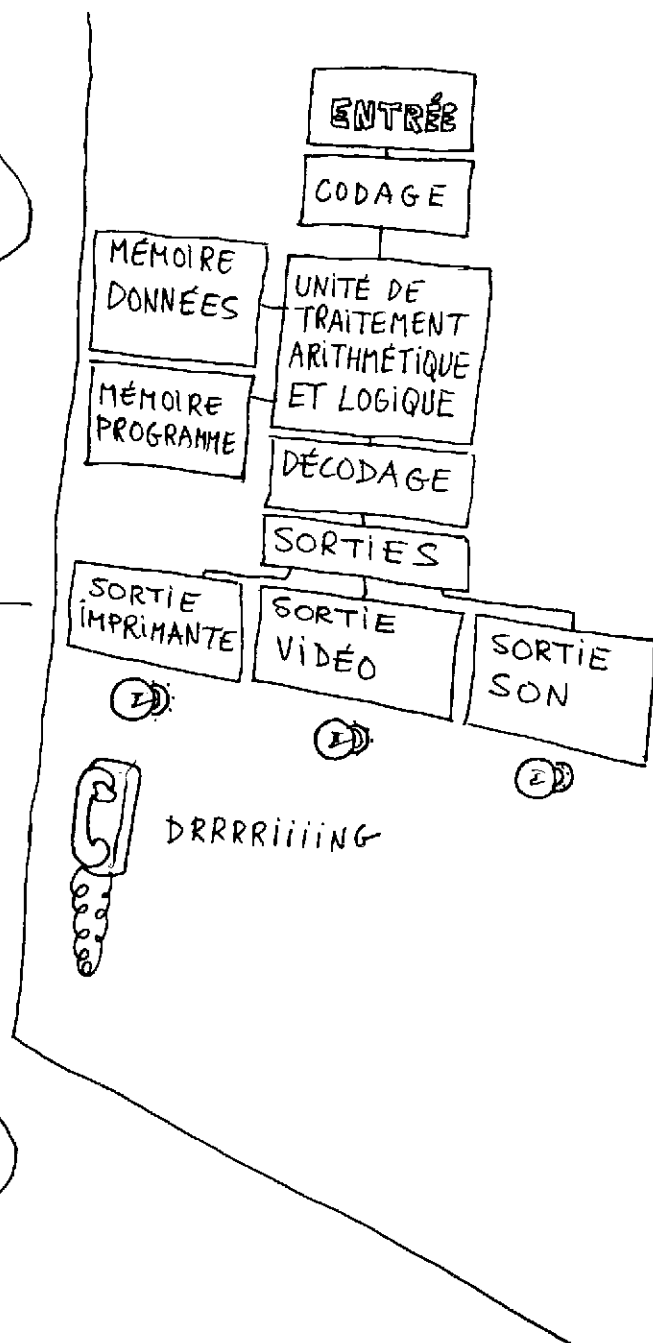 ENTRÉE
CODAGE
MÉMOIRE
DONNÉES
UNITÉ DE
TRAITEMENT
ARITHMÉTIQUE
ET LOGIQUE
MÉMOIRE
PROGRAMME
DÉCODAGE
SORTIES
SORTIE
IMPRIMANTE
SORTIE
VIDÉO
SORTIE
SON
DRRRRiiiiNG